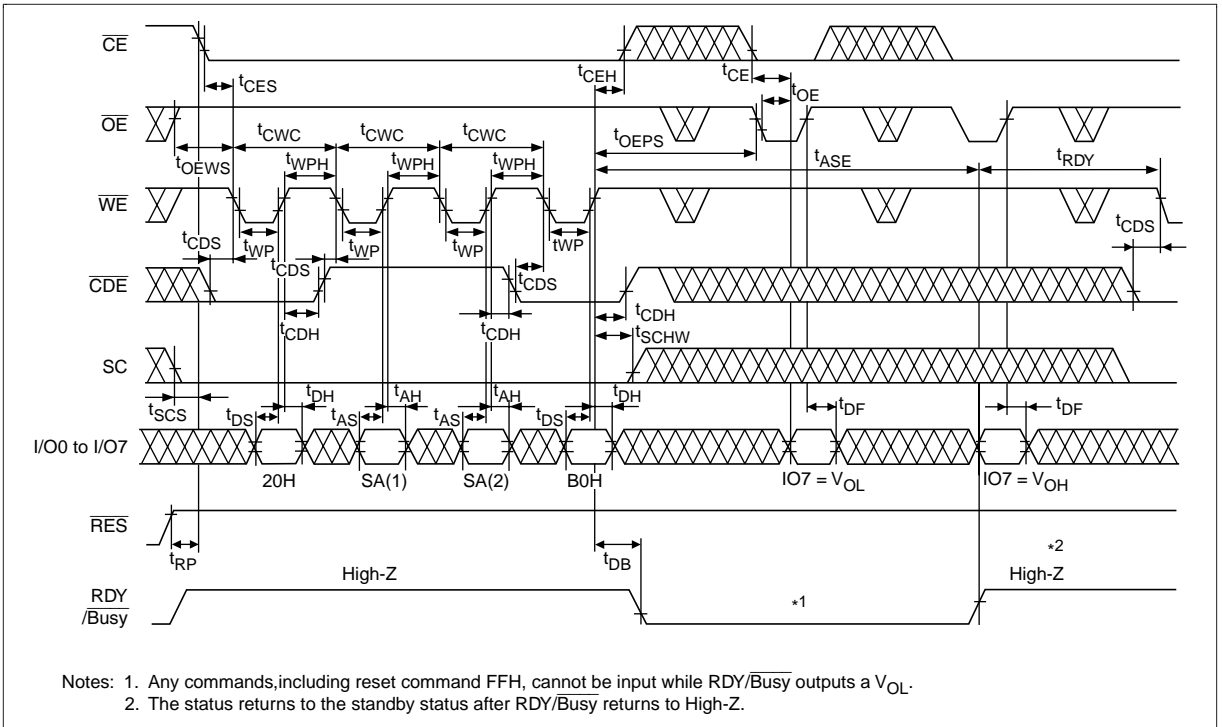 CE
tCES
tCEH
tCE
tOE
OE
tOEWS
tCWC
tCWC
tCWC
tWPH
tWPH
tWPH
tOEPS
tASE
tRDY
WE
tCDS
tWP
tCDS
tWP
tWP
tCDS
tWP
tCDS
CDE
tCDH
tCDH
tCDH
tSCHW
SC
tSCS
tDS
tDH
tAS
tAH
tAS
tAH
tDS
tDH
tDF
tDF
I/O0 to I/O7
20H
SA(1)
SA(2)
B0H
IO7 = VOL
IO7 = VOH
RES
tRP
tDB
*2
High-Z
High-Z
RDY
/Busy
*1
Notes: 1. Any commands,including reset command FFH, cannot be input while RDY/Busy outputs a VOL.
2. The status returns to the standby status after RDY/Busy returns to High-Z.